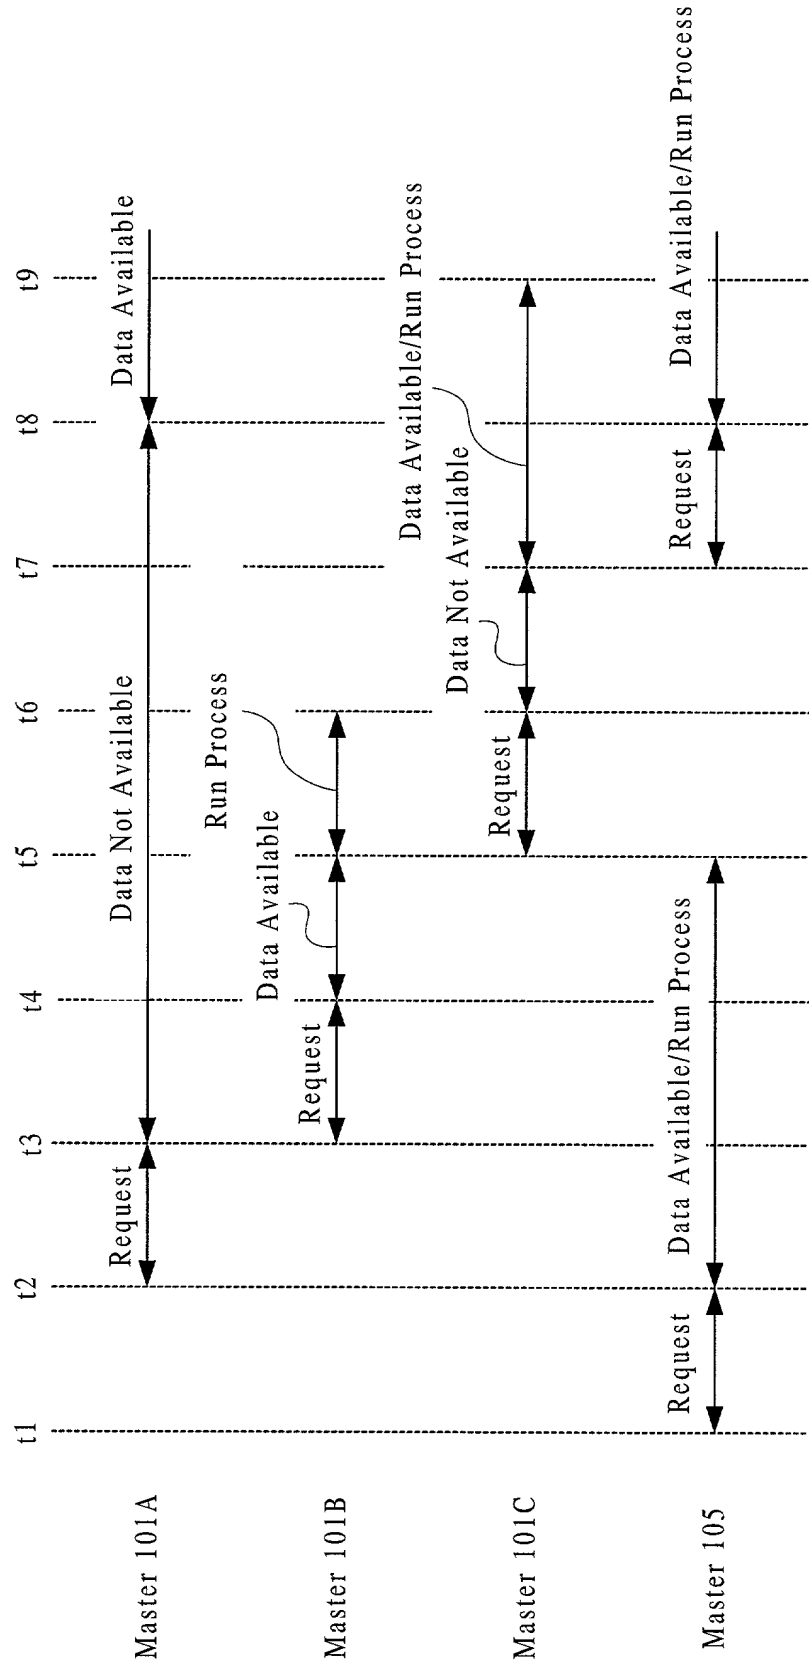 t1
t2
t3
t4
t5
t6
t7
t8
t9
Master 101A
Request
Data Not Available
Data Available
Master 101B
Request
Data Available
Run Process
Master 101C
Request
Data Not Available
Data Available/Run Process
Master 105
Request
Data Available/Run Process
Request
Data Available/Run Process